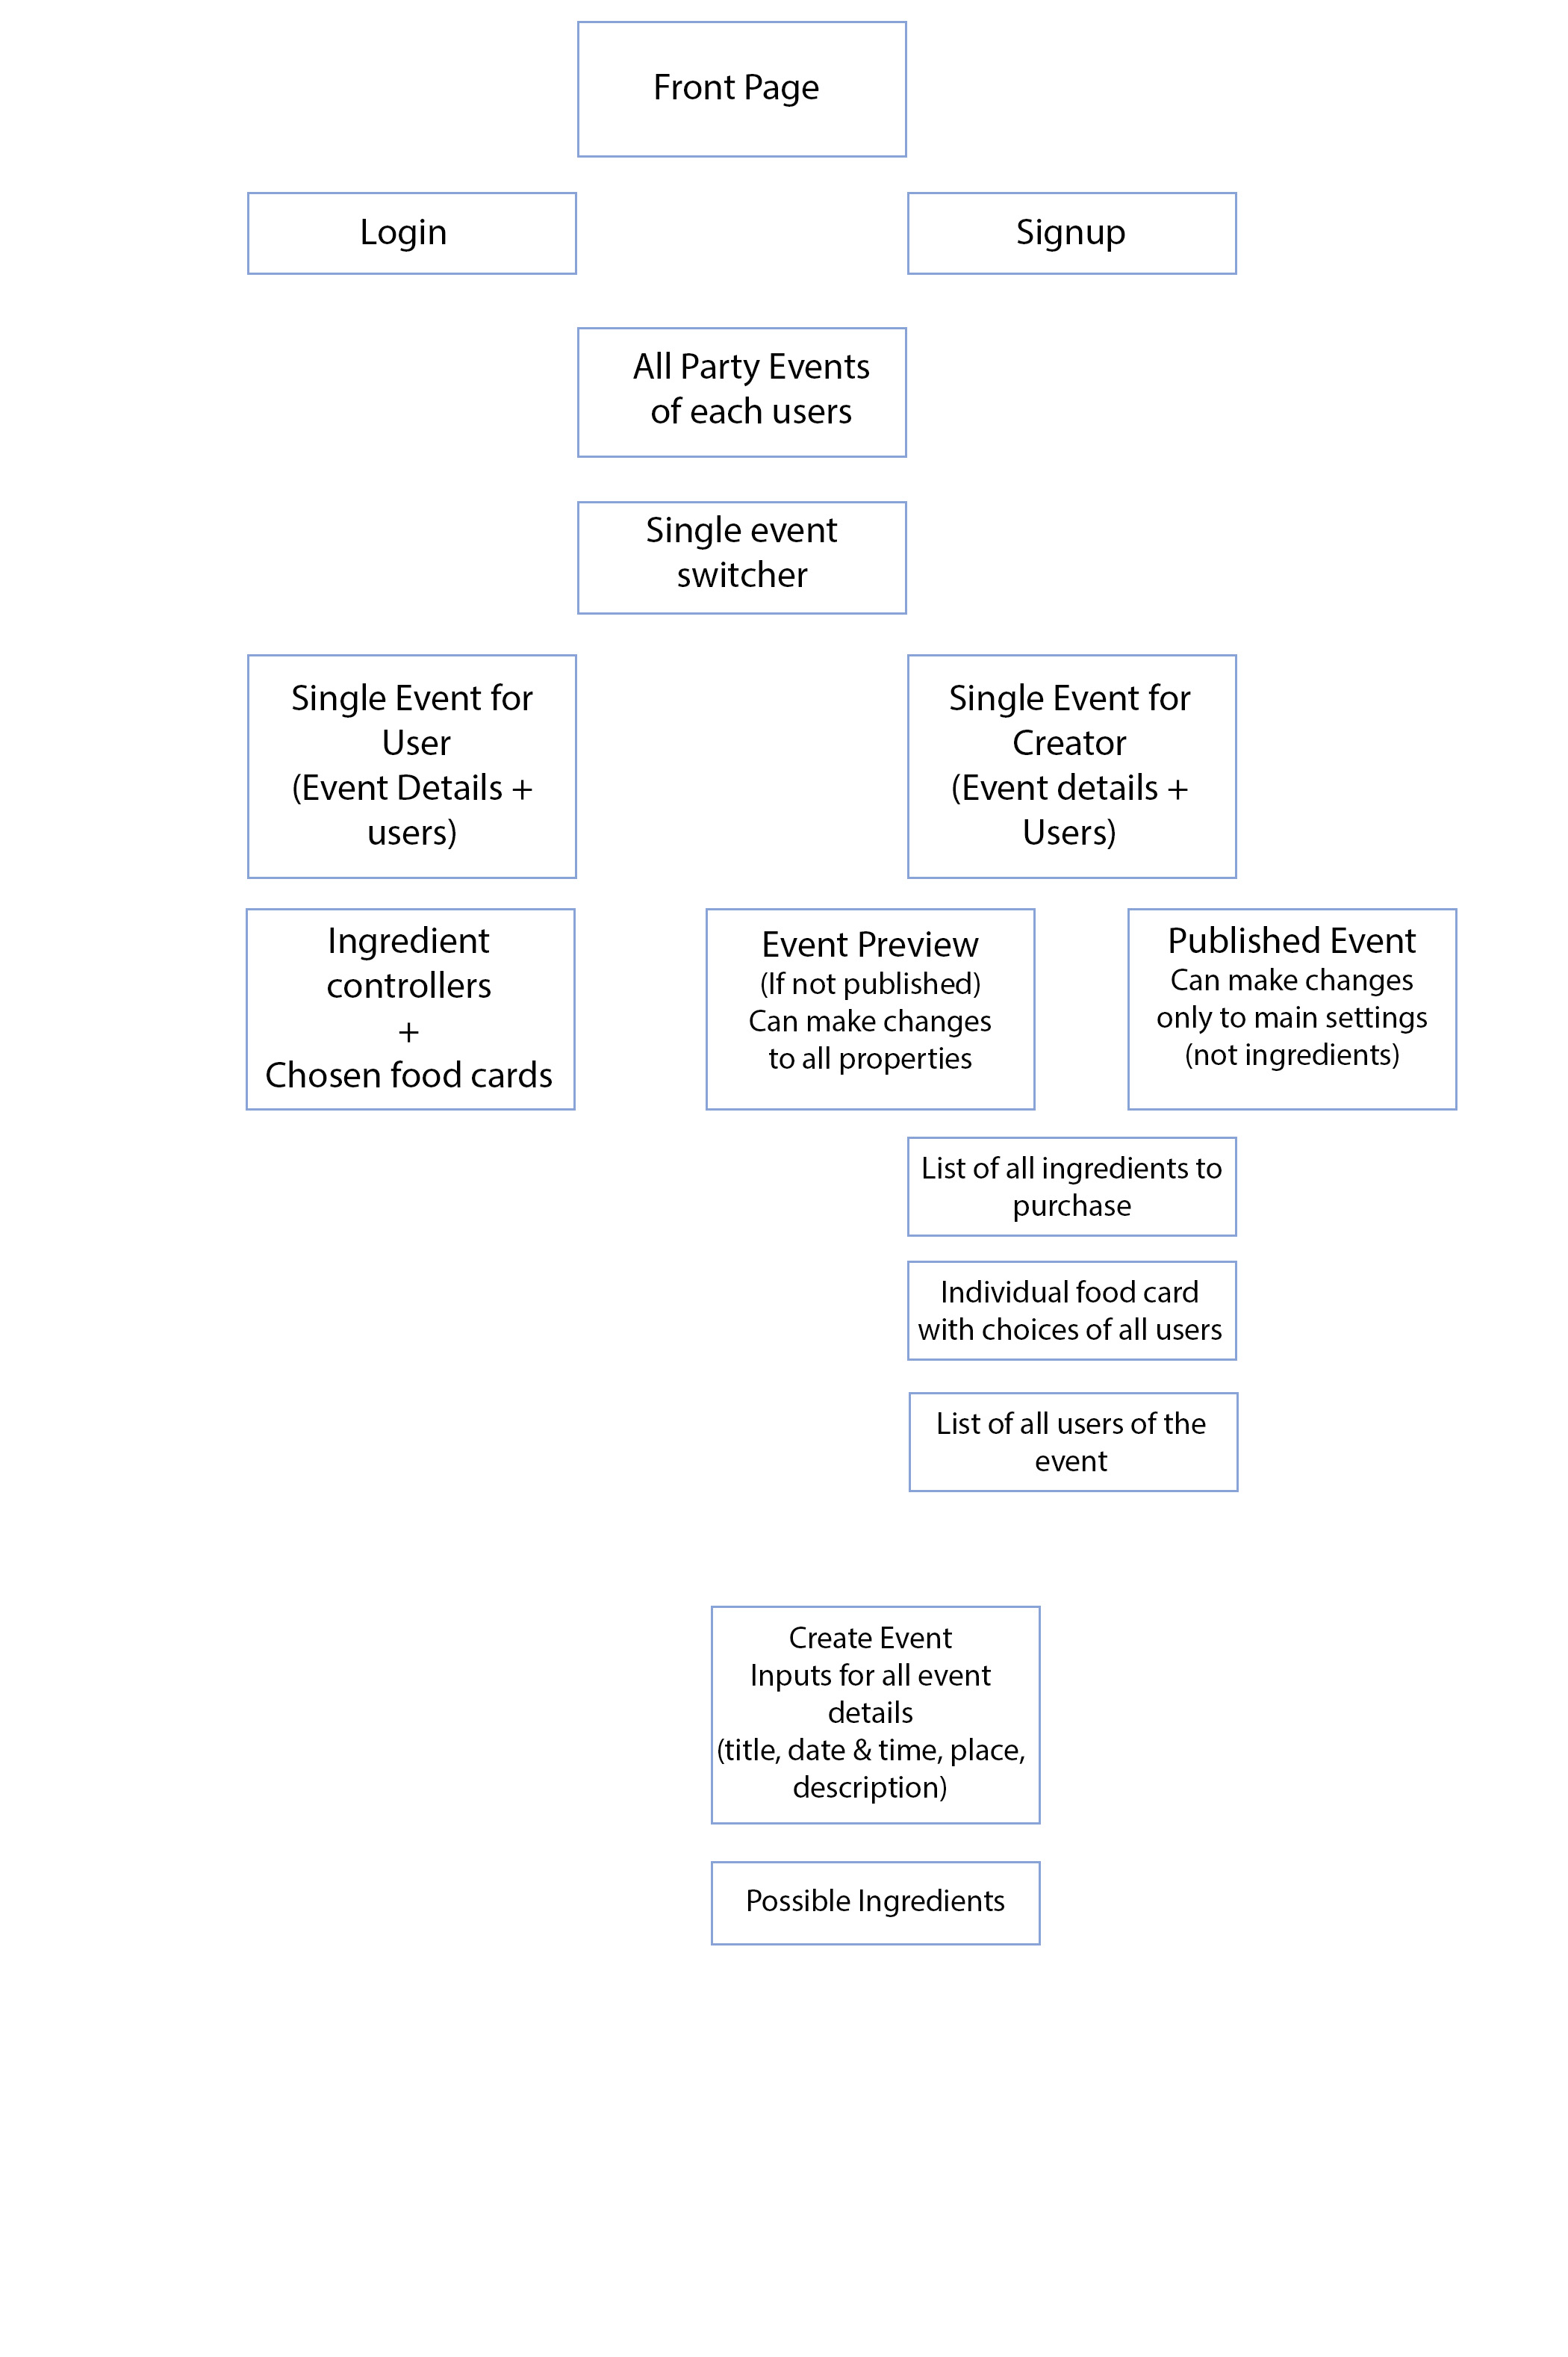 Front Page
Login
Signup
All Party Events
of each users
Single event
switcher
Single Event for
User
(Event Details +
users)
Single Event for
Creator
(Event details +
Users)
Ingredient
controllers
+
Chosen food cards
Event Preview
(If not published)
Can make changes
to all properties
Published Event
Can make changes
only to main settings
(not ingredients)
List of all ingredients to
purchase
Individual food card
with choices of all users
List of all users of the
event
Create Event
Inputs for all event
details
(title, date & time, place,
description)
Possible Ingredients